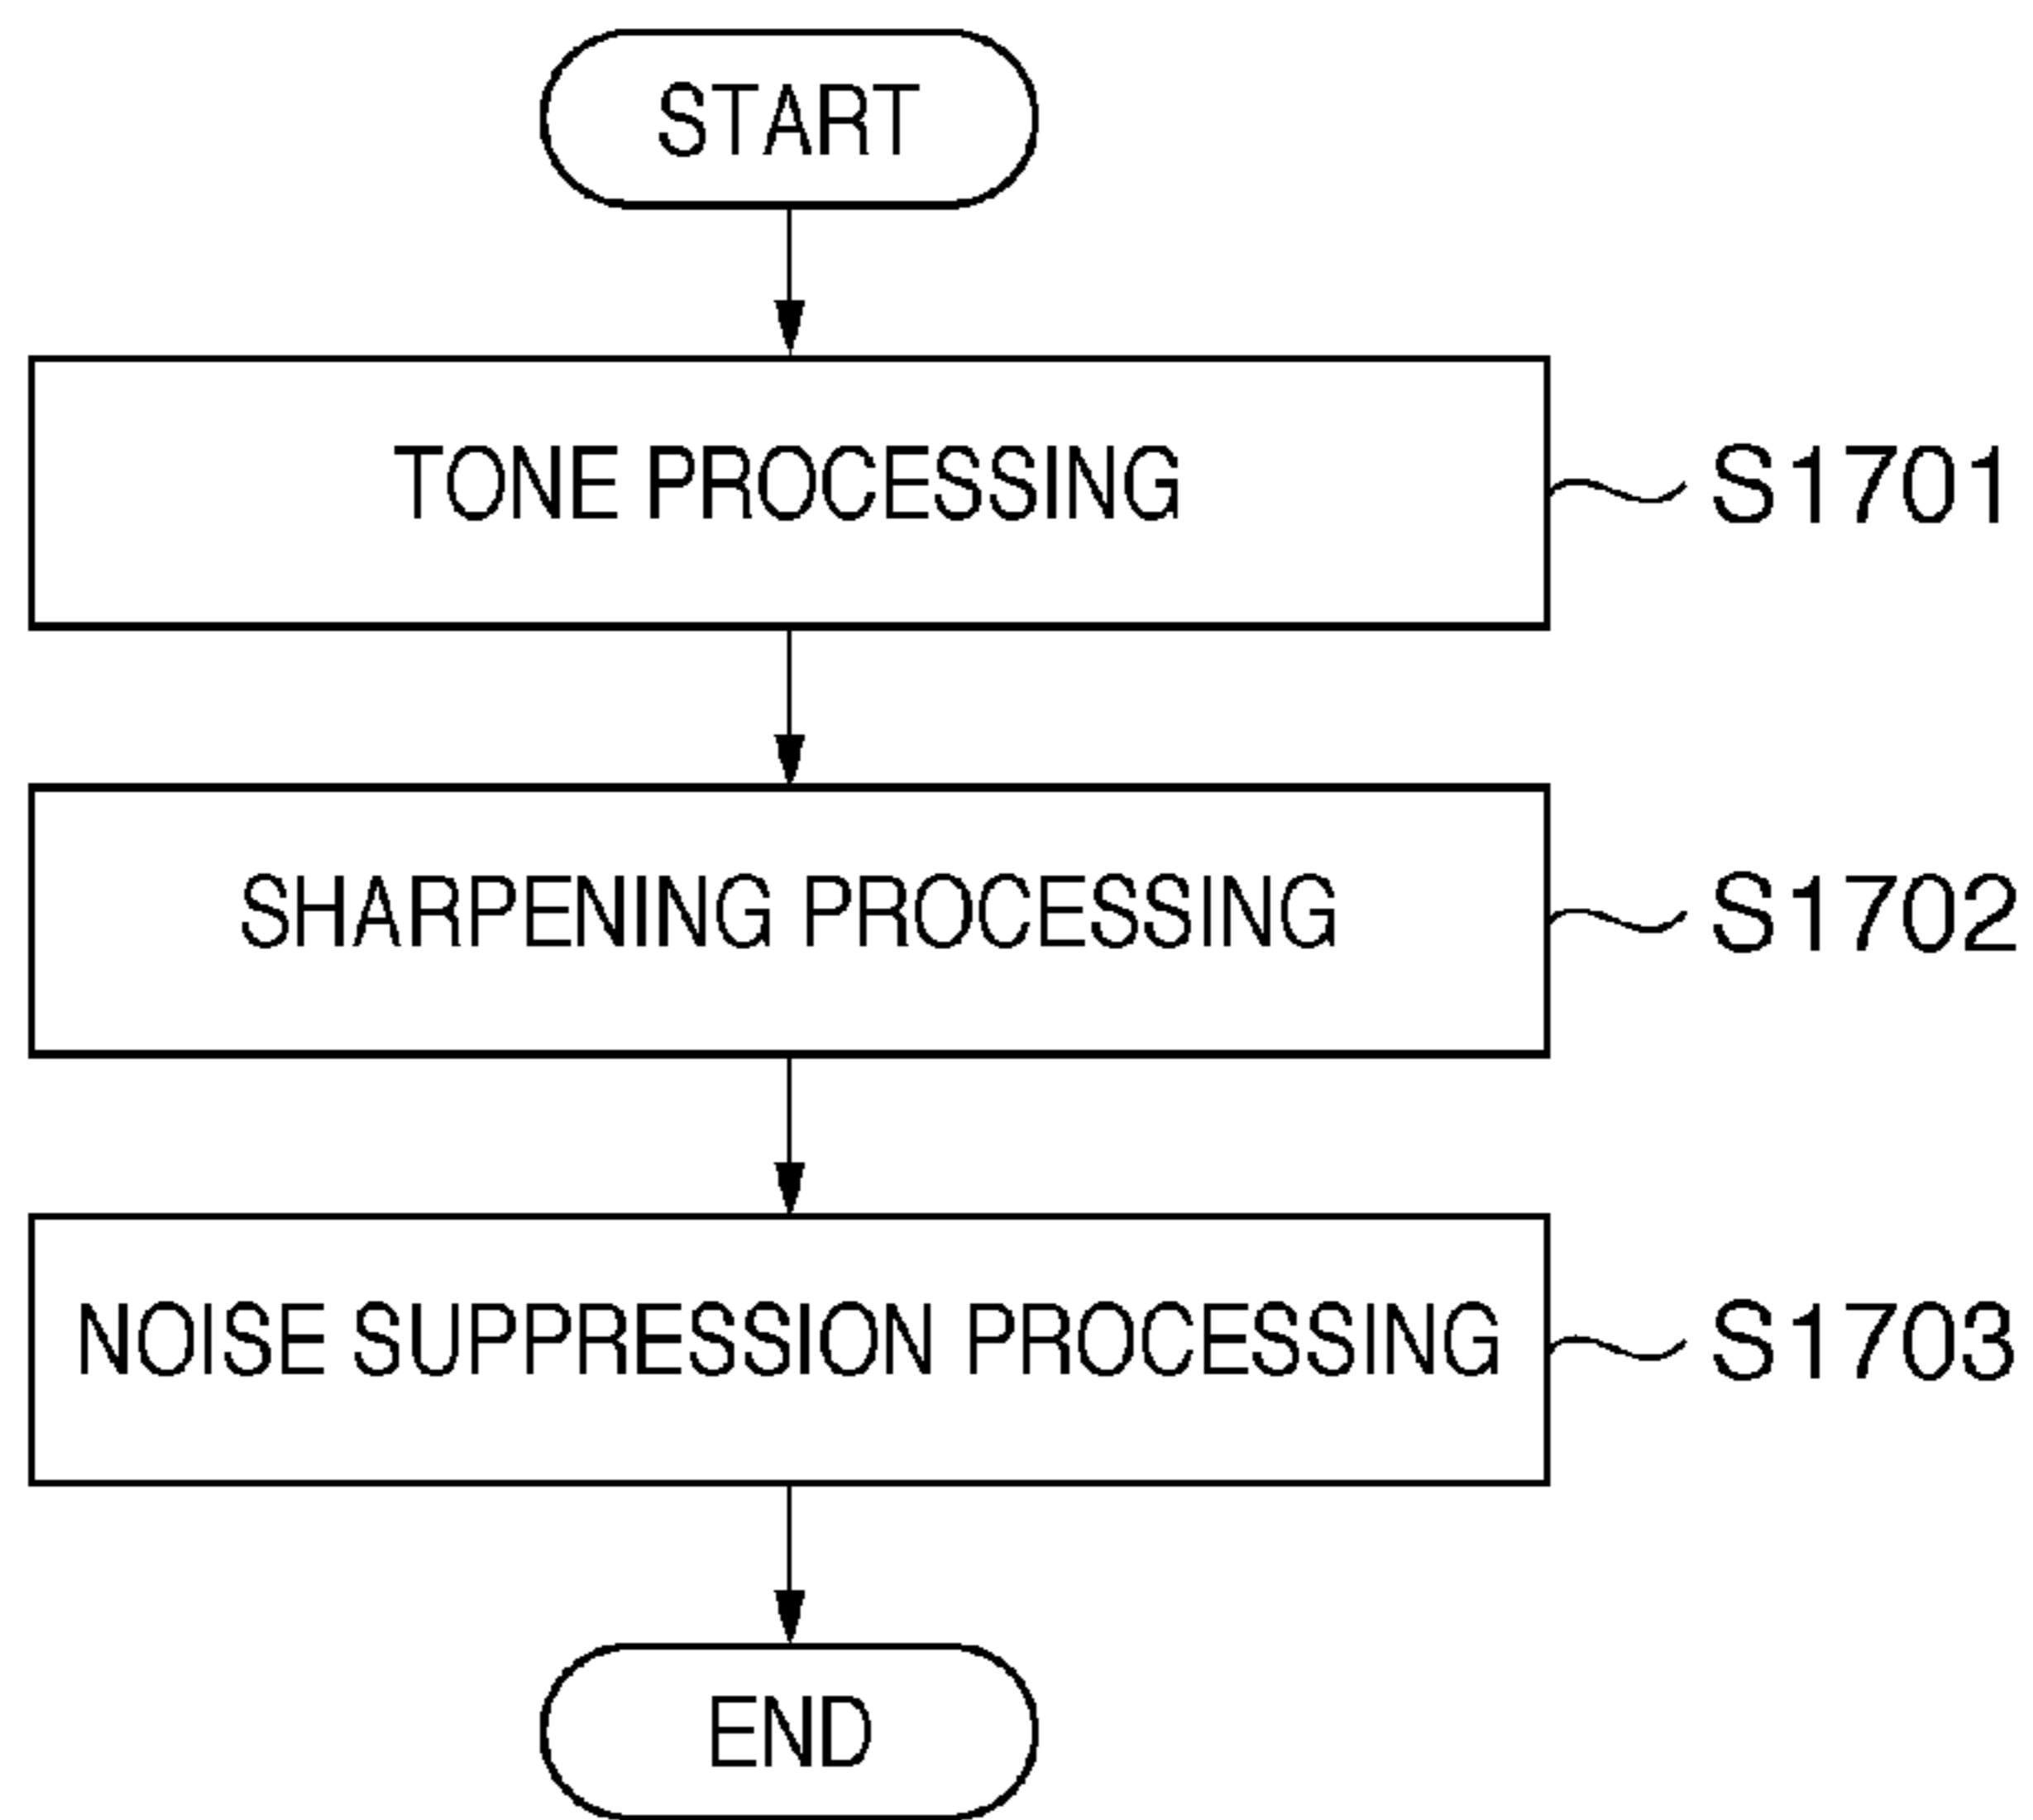 START
TONE PROCESSING
S1701
SHARPENING PROCESSING
S1702
NOISE SUPPRESSION PROCESSING
S1703
END